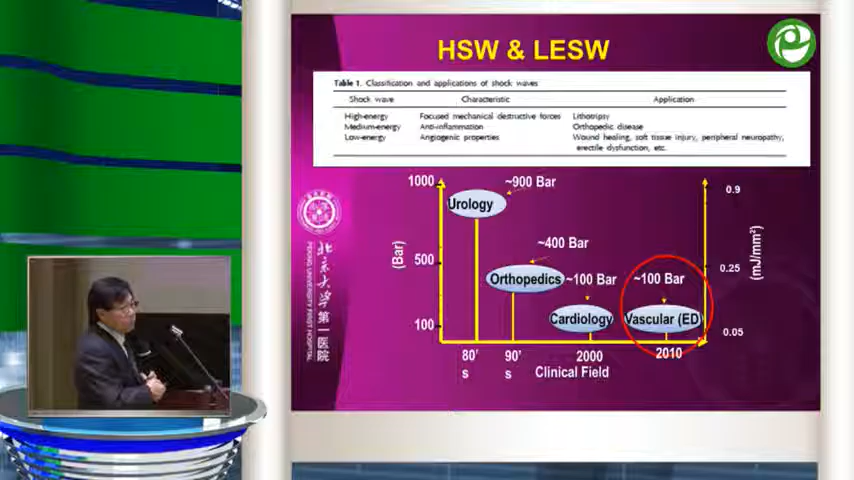 HSW & LESW
Table 1. Classification and applications of shock waves
Shock wave Characteristic Application
High-energy Focused mechanical destructive forces Lithotripsy
Medium-energy Anti-inflammation Orthopedic disease
Low-energy Angiogenic properties Wound healing, soft tissue injury, peripheral neuropathy,
erectile dysfunction, etc.
1000
500
100
(Bar)
Urology
~900 Bar
Orthopedics
~400 Bar
Cardiology
~100 Bar
Vascular (ED)
~100 Bar
0.9
0.25
0.05
(mJ/mm²)
80'
s
90'
s
2000
2010
Clinical Field
北京大学第一医院
PEKING UNIVERSITY FIRST HOSPITAL